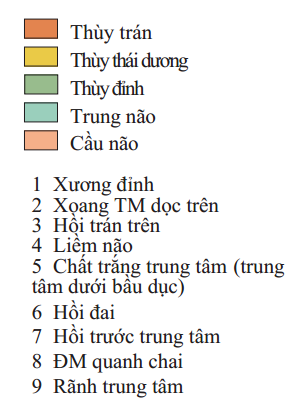 Thùy trán
Thùy thái dương
Thùy đỉnh
Trung não
Cầu não
1 Xương đỉnh
2 Xoang TM dọc trên
3 Hồi trán trên
4 Liềm não
5 Chất trắng trung tâm (trung
tâm dưới bầu dục)
6 Hồi đai
7 Hồi trước trung tâm
8 ĐM quanh chai
9 Rãnh trung tâm